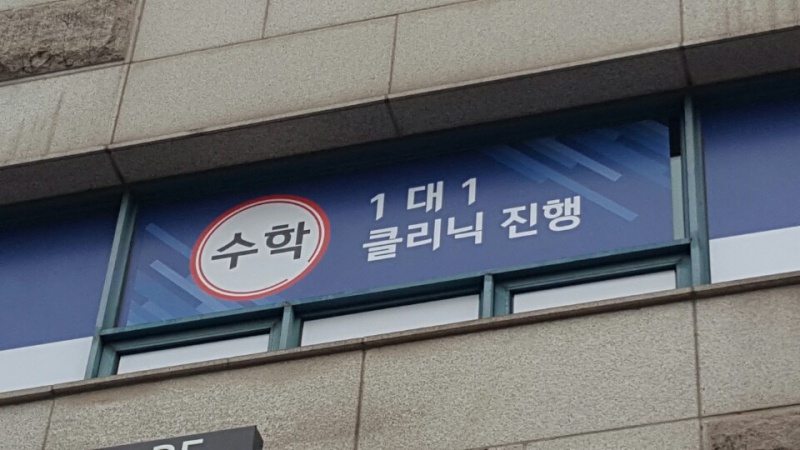 수학
1 대 1
클리닉 진행